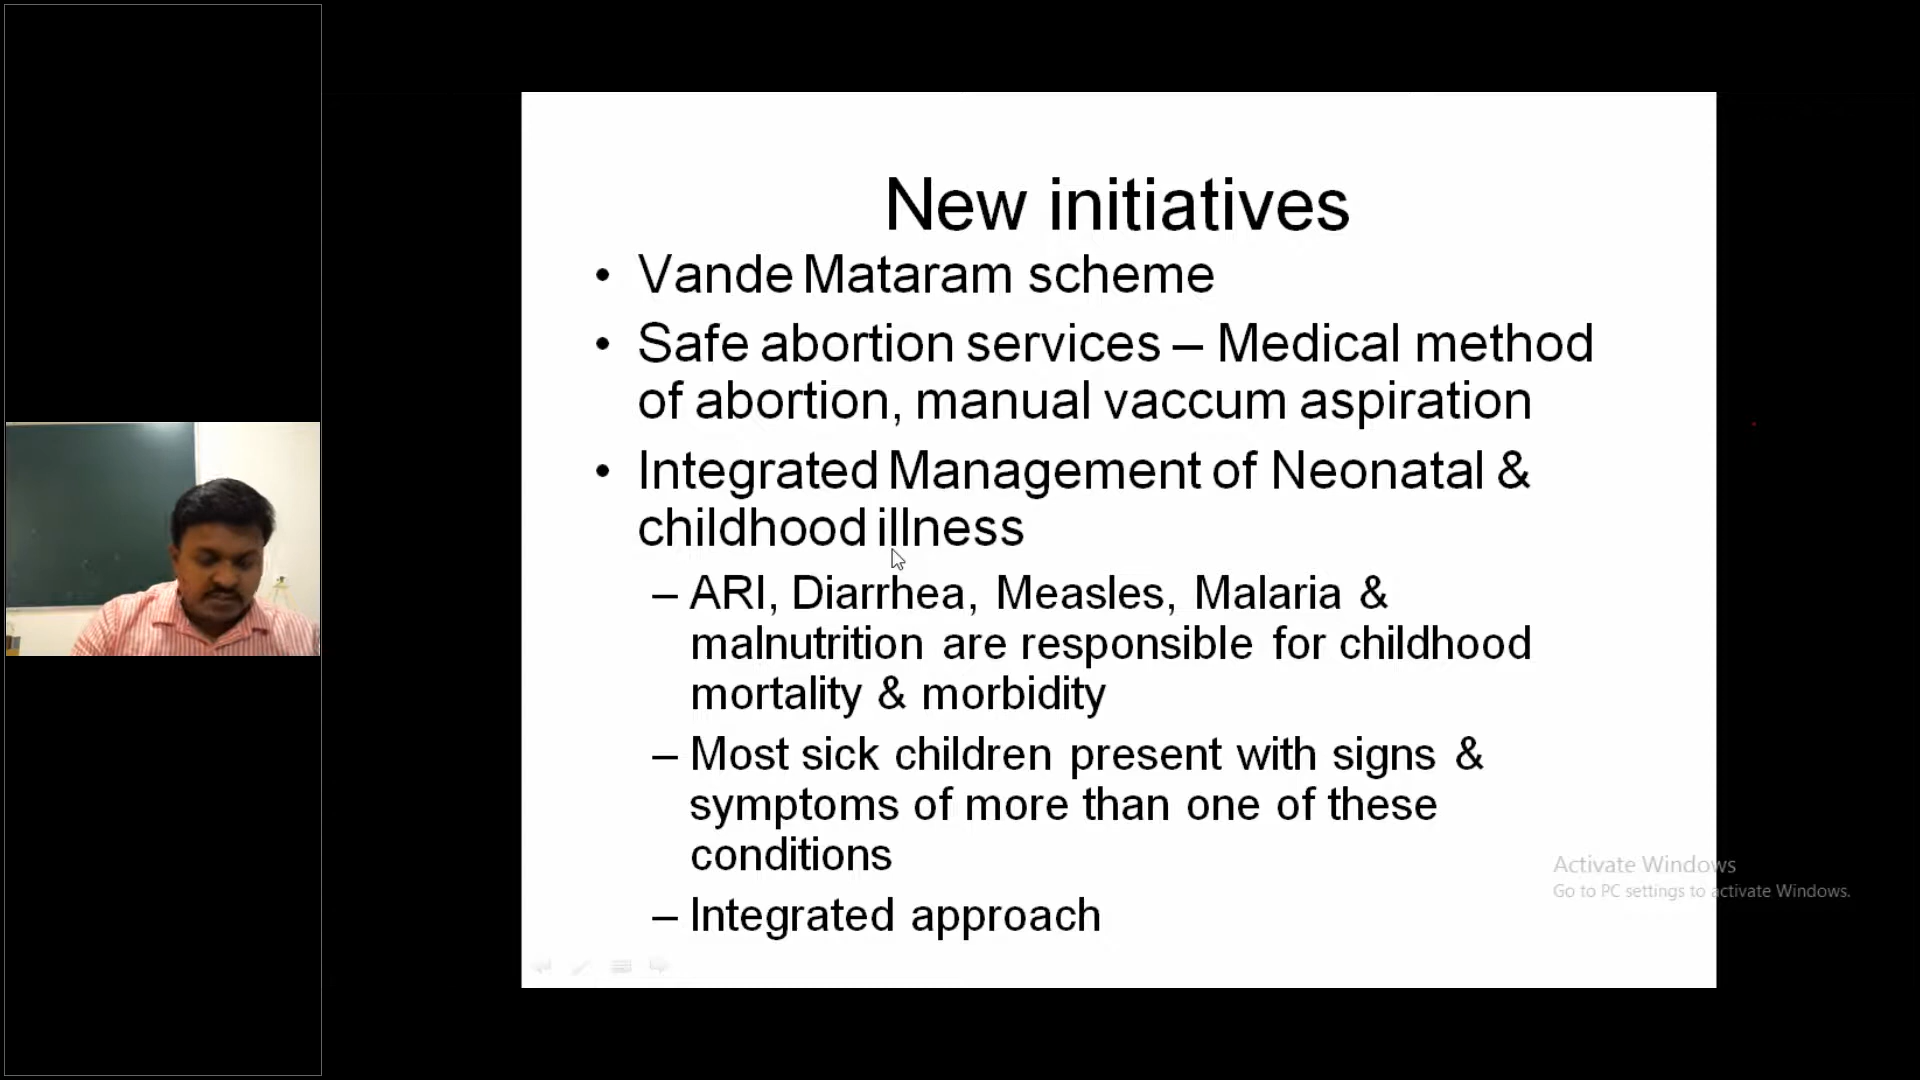 New initiatives
• Vande Mataram scheme
• Safe abortion services – Medical method
of abortion, manual vaccum aspiration
• Integrated Management of Neonatal &
childhood illness
– ARI, Diarrhea, Measles, Malaria &
malnutrition are responsible for childhood
mortality & morbidity
– Most sick children present with signs &
symptoms of more than one of these
conditions
– Integrated approach
Activate Windows
Go to PC settings to activate Windows.